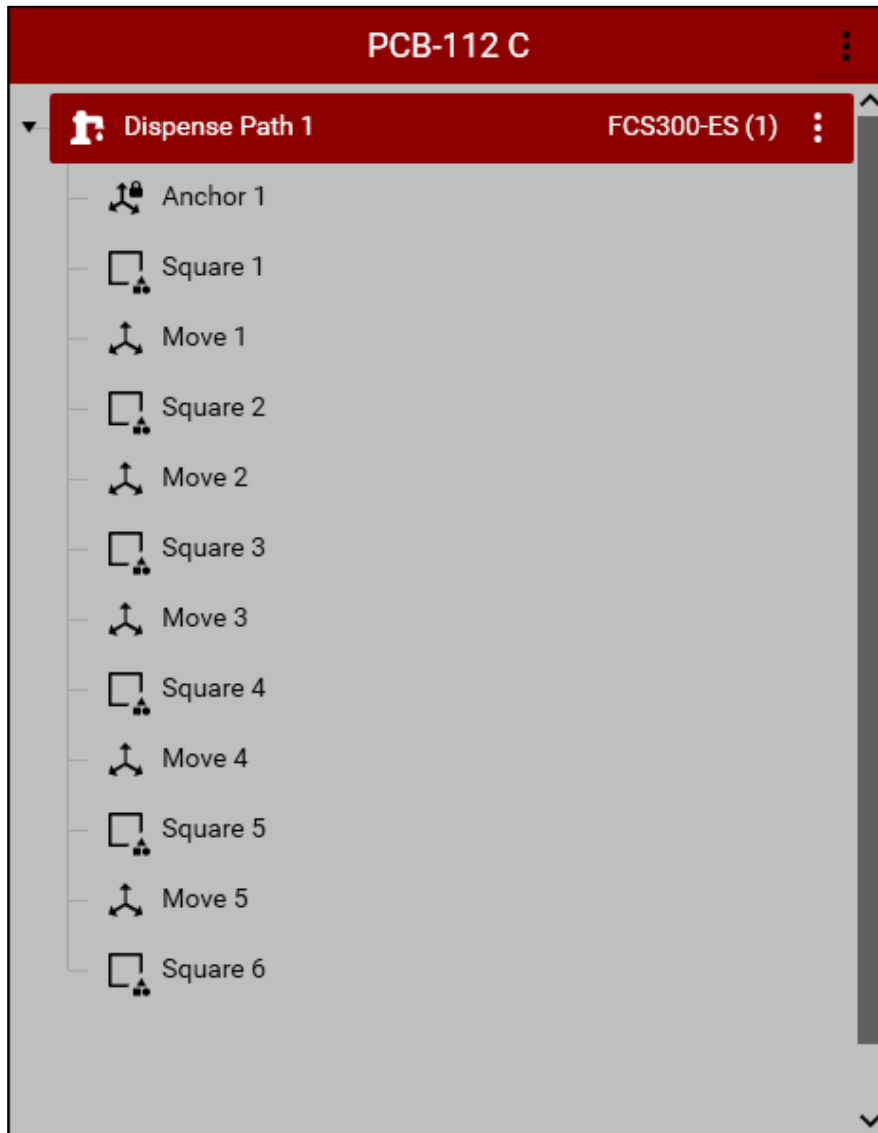 PCB-112 C
Dispense Path 1 FCS300-ES (1)
Anchor 1
Square 1
Move 1
Square 2
Move 2
Square 3
Move 3
Square 4
Move 4
Square 5
Move 5
Square 6